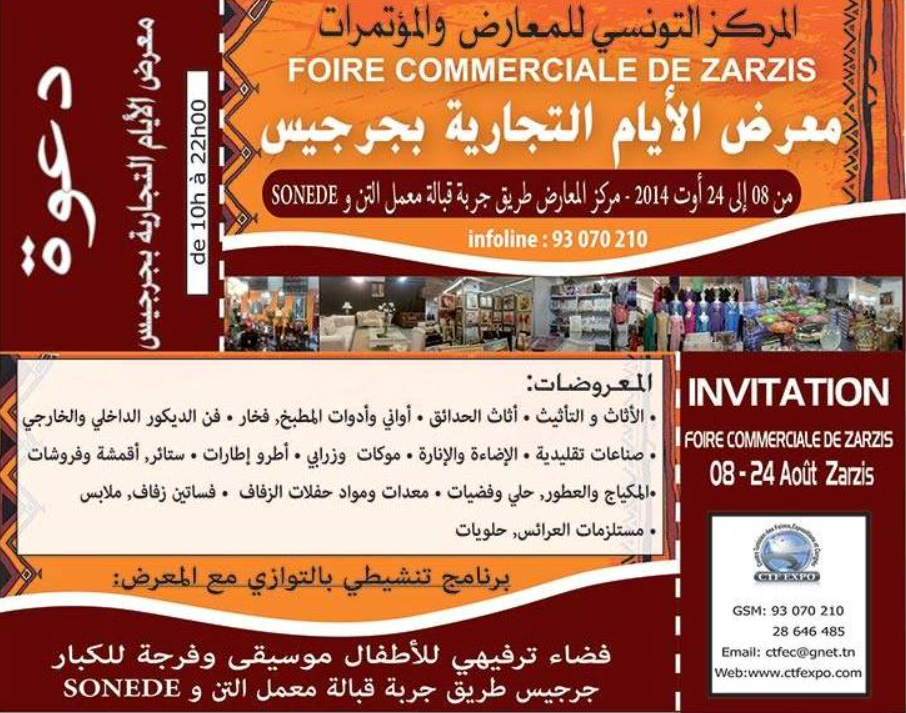 دعوة
معرض الأيام التجارية بجرجيس
de 10h à 22h00
المركز التونسي للمعارض والمؤتمرات
FOIRE COMMERCIALE DE ZARZIS
معرض الأيام التجارية بجرجيس
من 08 إلى 24 أوت 2014 - مركز المعارض طريق جربة قبالة معمل التن و SONEDE
infoline : 93 070 210
المعروضات:
• الأثاث و التأثيث • أثاث الحدائق • أواني وأدوات المطبخ, فخار • فن الديكور الداخلي والخارجي
• صناعات تقليدية • الإضاءة والإنارة • موكات وزرابي • أطرو إطارات • ستائر, أقمشة وفروشات
•المكياج والعطور, حلي وفضيات • معدات ومواد حفلات الزفاف • فساتين زفاف, ملابس
• مستلزمات العرائس, حلويات
برنامج تنشيطي بالتوازي مع المعرض:
فضاء ترفيهي للأطفال موسيقى وفرجة للكبار
جرجيس طريق جربة قبالة معمل التن و SONEDE
INVITATION
FOIRE COMMERCIALE DE ZARZIS
08 - 24 Août Zarzis
CTF EXPO
GSM: 93 070 210
28 646 485
Email: ctfec@gnet.tn
Web:www.ctfexpo.com